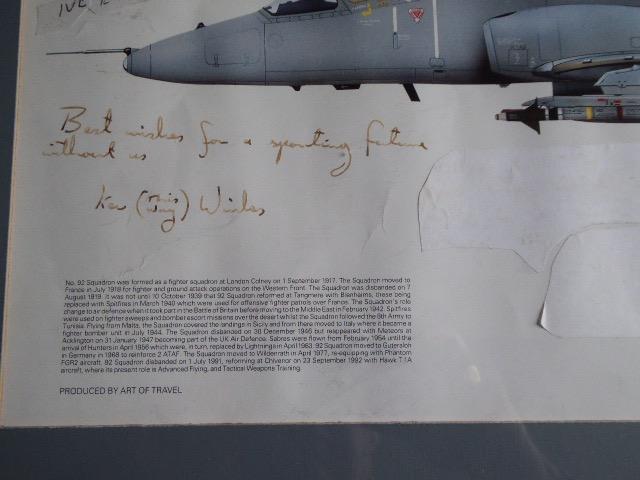 Best wishes for a sporting future
without us
Kev (This Way) Winles
No. 92 Squadron was formed as a fighter squadron at London Colney on 1 September 1917. The Squadron moved to
France in July 1918 for fighter and ground attack operations on the Western Front. The Squadron was disbanded on 7
August 1919. It was not until 10 October 1939 that 92 Squadron reformed at Tangmere with Blenheims, these being
replaced with Spitfires in March 1940 which were used for offensive fighter patrols over France. The Squadron's role
change to air defence when it took part in the Battle of Britain before moving to the Middle East in February 1942. Spitfires
were used on fighter sweeps and bomber escort missions over the desert whilst the Squadron followed the 8th Army to
Tunisia. Flying from Malta, the Squadron covered the landings in Sicily and from there moved to Italy where it became a
fighter bomber unit in July 1944. The Squadron disbanded on 30 December 1946 but reappeared with Meteors at
Acklington on 31 January 1947 becoming part of the UK Air Defence. Sabres were flown from February 1954 until the
arrival of Hunters in April 1956 which were, in turn, replaced by Lightnings in April 1963. 92 Squadron moved to Gutersloh
in Germany in 1968 to reinforce 2 ATAF. The Squadron moved to Wildenrath in April 1977, re-equipping with Phantom
FGR2 aircraft. 92 Squadron disbanded on 1 July 1991, reforming at Chivenor on 23 September 1992 with Hawk T.1A
aircraft, where its present role is Advanced Flying, and Tactical Weapons Training.
PRODUCED BY ART OF TRAVEL